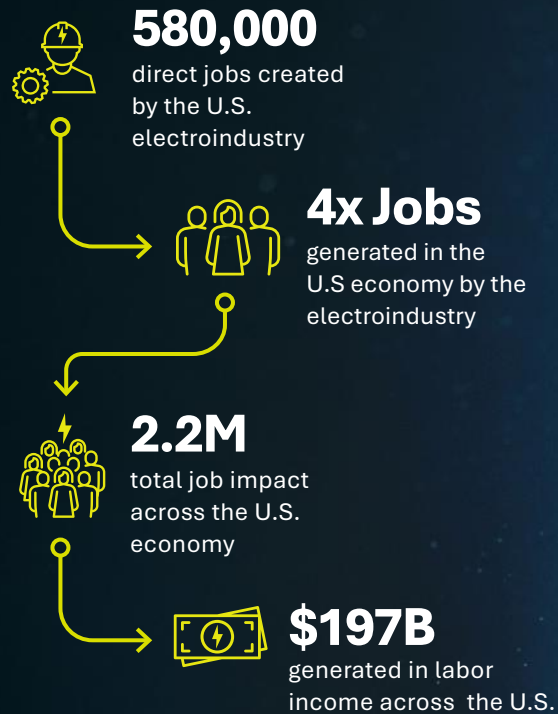 580,000
direct jobs created
by the U.S.
electroindustry
4x Jobs
generated in the
U.S economy by the
electroindustry
2.2M
total job impact
across the U.S.
economy
$197B
generated in labor
income across the U.S.